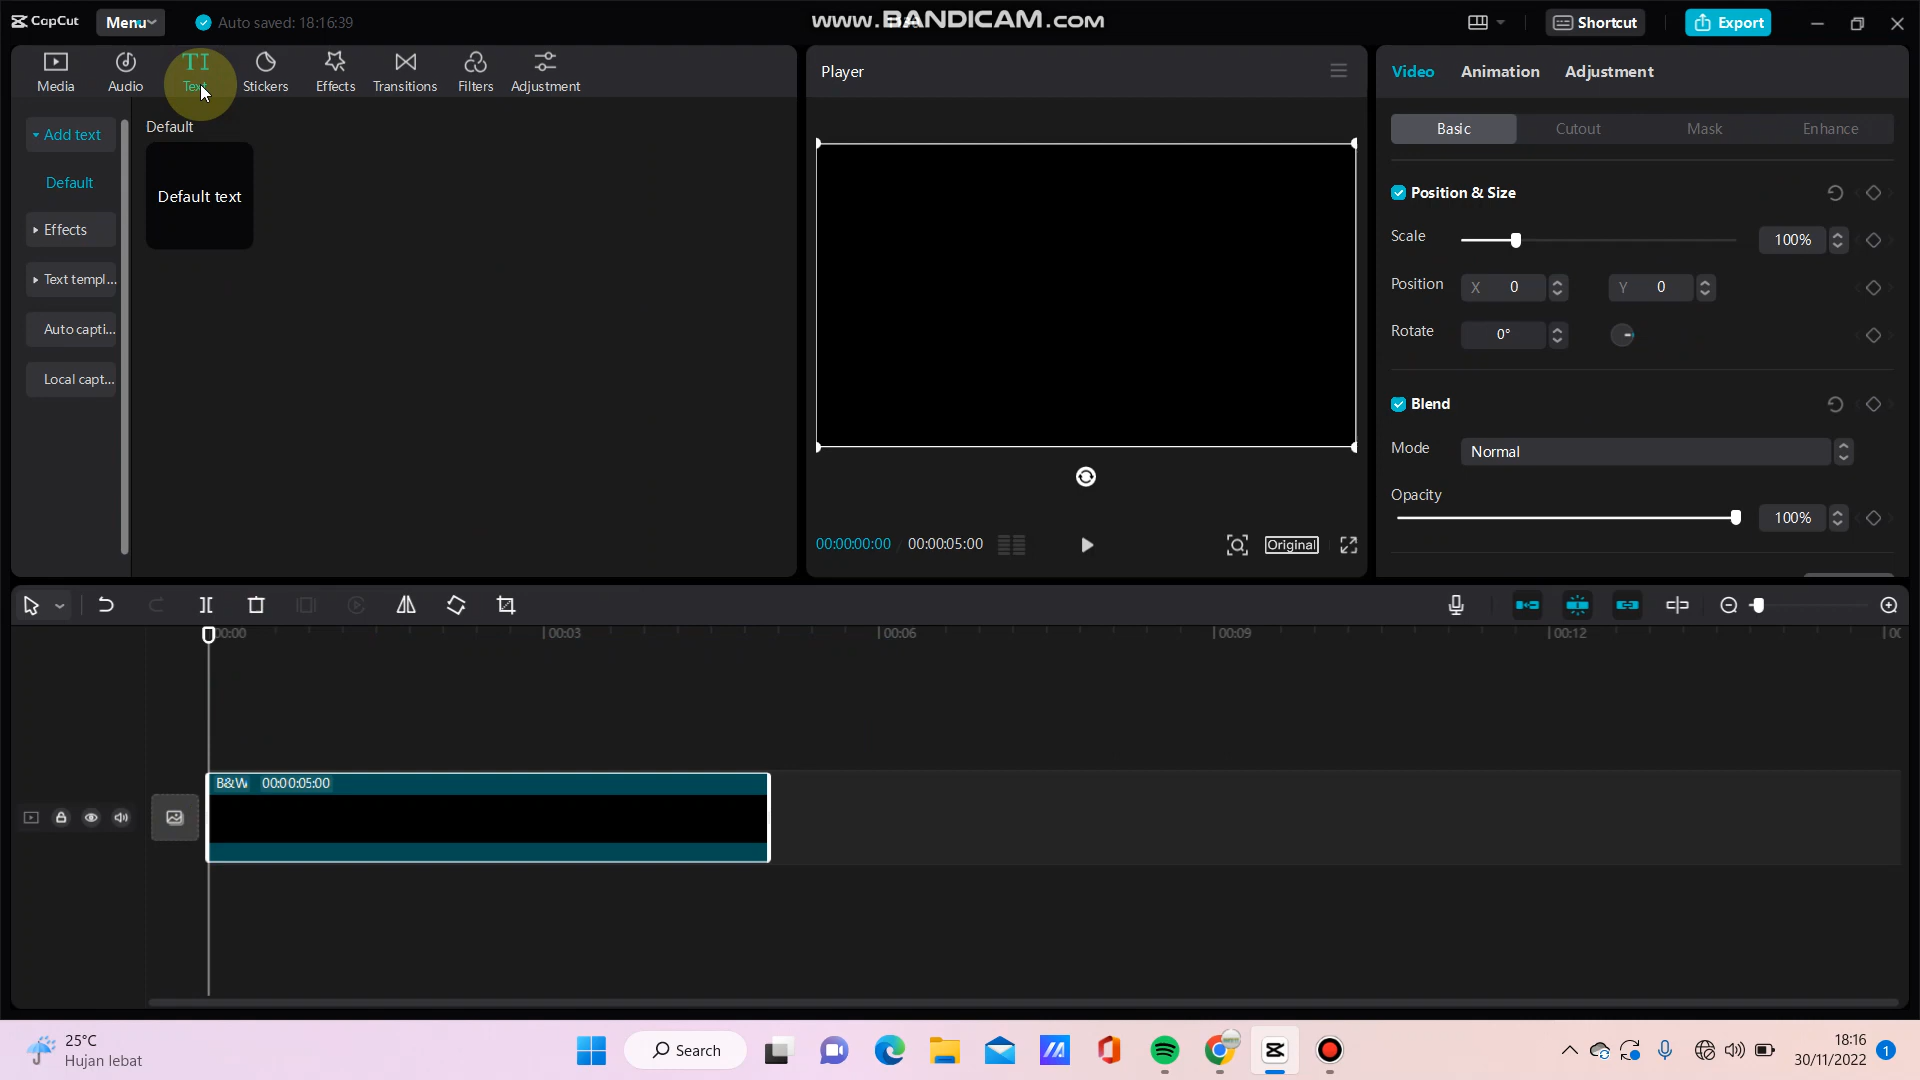 CapCut
Menu
Auto saved: 18:16:39
www.BANDICAM.com
Shortcut
Export
Media
Audio
Text
Stickers
Effects
Transitions
Filters
Adjustment
Add text
Default
Effects
Text templ...
Auto capti...
Local capt...
Default
Default text
Player
00:00:00:00 / 00:00:05:00
Original
Video
Animation
Adjustment
Basic
Cutout
Mask
Enhance
Position & Size
Scale
100%
Position
X 0
Y 0
Rotate
0°
Blend
Mode
Normal
Opacity
100%
00:00
00:03
00:06
00:09
00:12
B&W 00:00:05:00
25°C
Hujan lebat
Search
18:16
30/11/2022
1